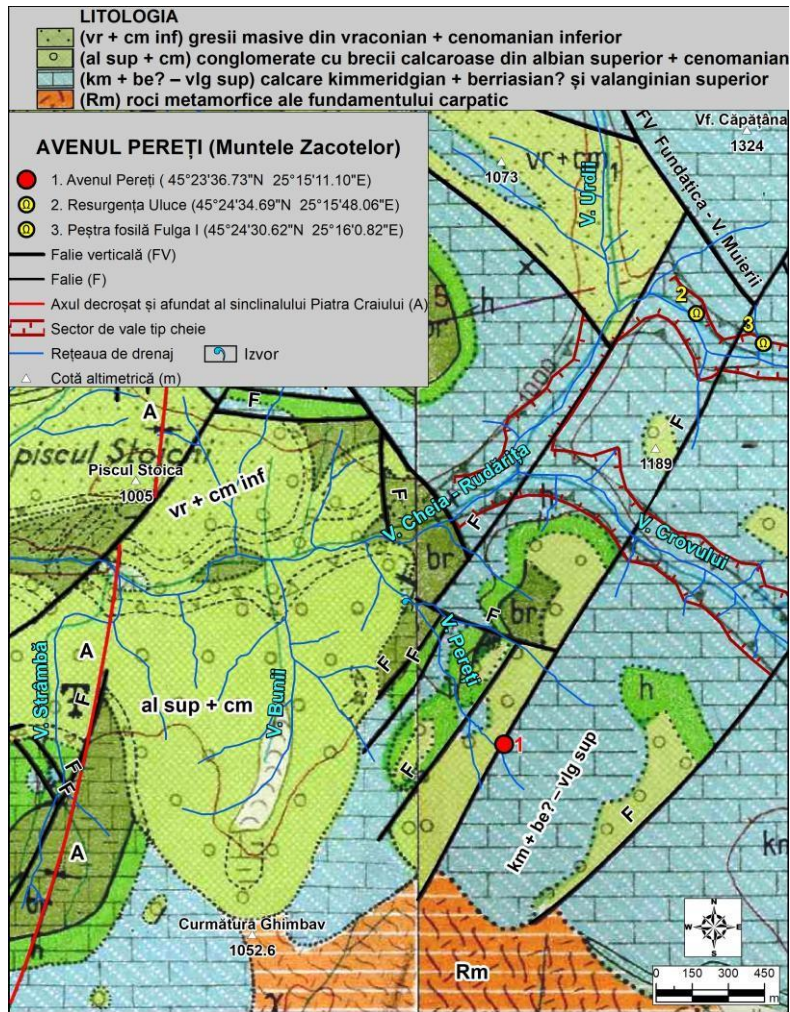 LITOLOGIA
(vr + cm inf) gresii masive din vraconian + cenomanian inferior
(al sup + cm) conglomerate cu brecii calcaroase din albian superior + cenomanian
(km + be? – vlg sup) calcare kimmeridgian + berriasian? și valanginian superior
(Rm) roci metamorfice ale fundamentului carpatic
AVENUL PEREȚI (Muntele Zacotelor)
1. Avenul Pereți ( 45°23'36.73"N 25°15'11.10"E)
2. Resurgența Uluce (45°24'34.69"N 25°15'48.06"E)
3. Peștra fosilă Fulga I (45°24'30.62"N 25°16'0.82"E)
Falie verticală (FV)
Falie (F)
Axul decroșat și afundat al sinclinalului Piatra Craiului (A)
Sector de vale tip cheie
Rețeaua de drenaj
Izvor
Cotă altimetrică (m)
Vf. Căpățâna
1324
FV Fundățica - V. Muierii
vr + cm1
1073
V. Urdii
x
5
h
br
2
3
1000
A
F
F
piscul Stoichi
Piscul Stoica
1005
vr + cm inf
F
V. Cheia - Rudărița
F
F
1189
h
V. Crovului
br
br
F
V. Pereți
V. Strâmbă
A
F
al sup + cm
V. Bunii
F
F
h
1
F
F
F
km + be? – vlg sup
F
A
km
Curmătură Ghimbav
1052.6
Rm
N
W
E
S
0 150 300 450
m